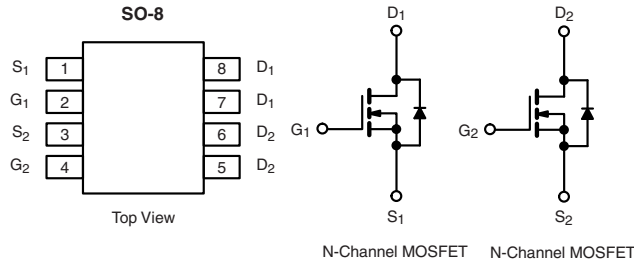 SO-8
S1 1 8 D1
G1 2 7 D1
S2 3 6 D2
G2 4 5 D2
Top View
D1
G1
S1
N-Channel MOSFET
D2
G2
S2
N-Channel MOSFET